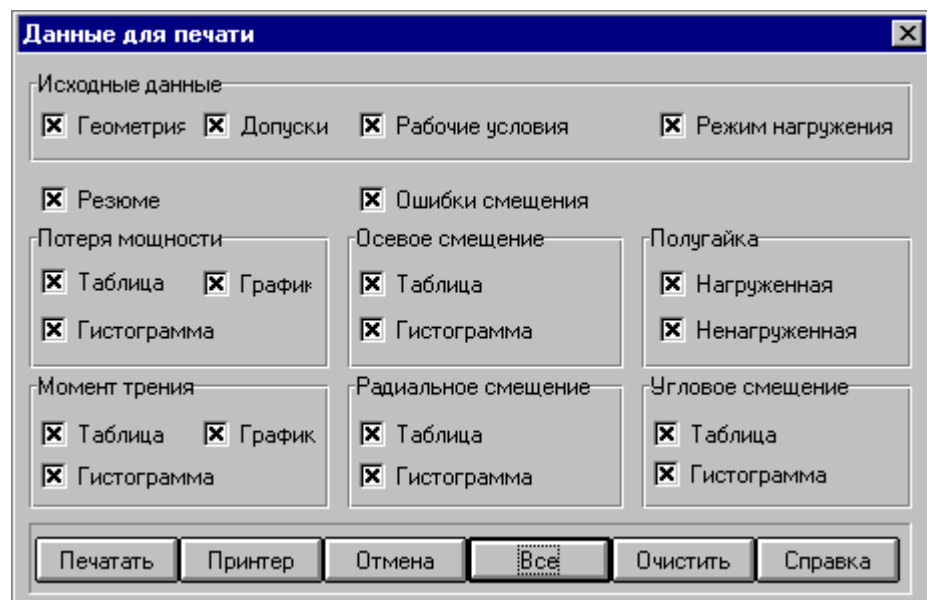 Данные для печати
Исходные данные
Геометрия Допуски Рабочие условия Режим нагружения
Резюме Ошибки смещения
Потеря мощности Осевое смещение Полугайка
Таблица График Таблица Нагруженная
Гистограмма Гистограмма Ненагруженная
Момент трения Радиальное смещение Угловое смещение
Таблица График Таблица Таблица
Гистограмма Гистограмма Гистограмма
Печатать Принтер Отмена Все Очистить Справка